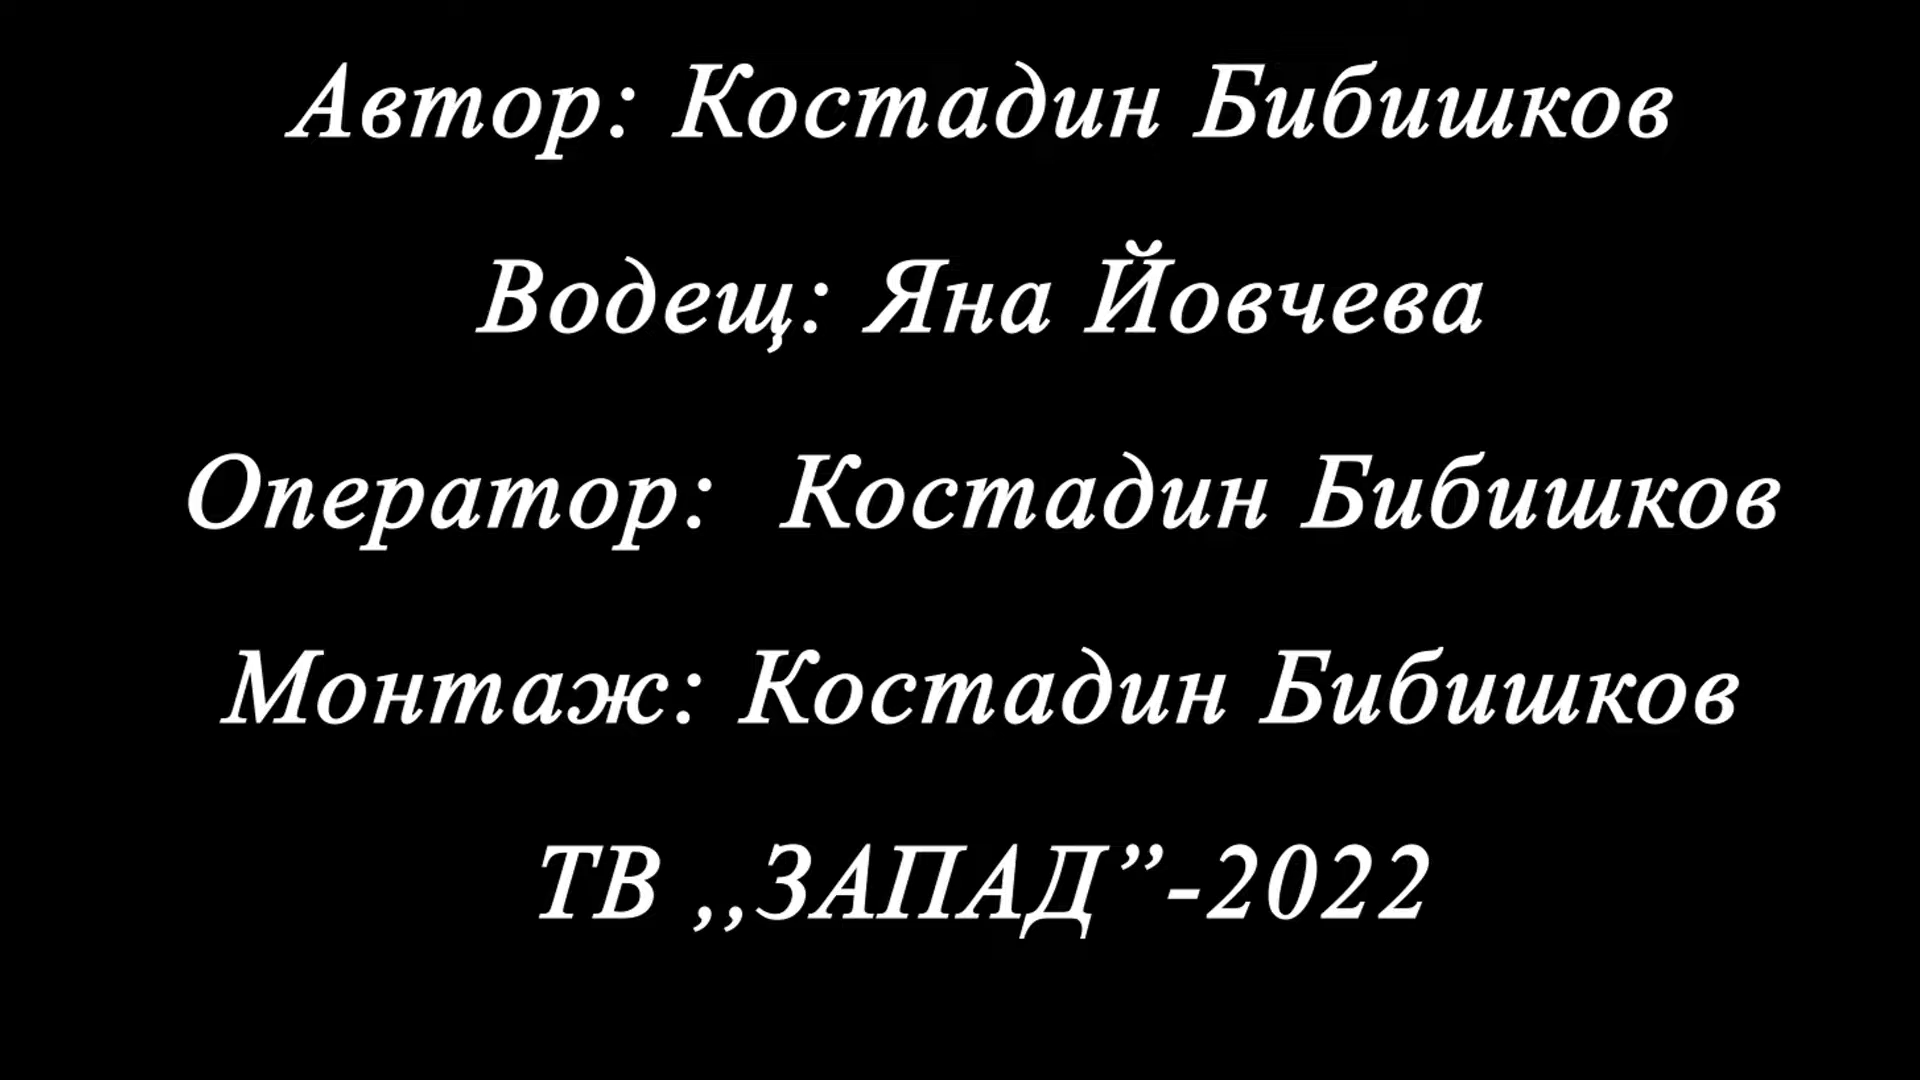 Автор: Костадин Бибишков
Водещ: Яна Йовчева
Оператор: Костадин Бибишков
Монтаж: Костадин Бибишков
ТВ ,,ЗАПАД”-2022